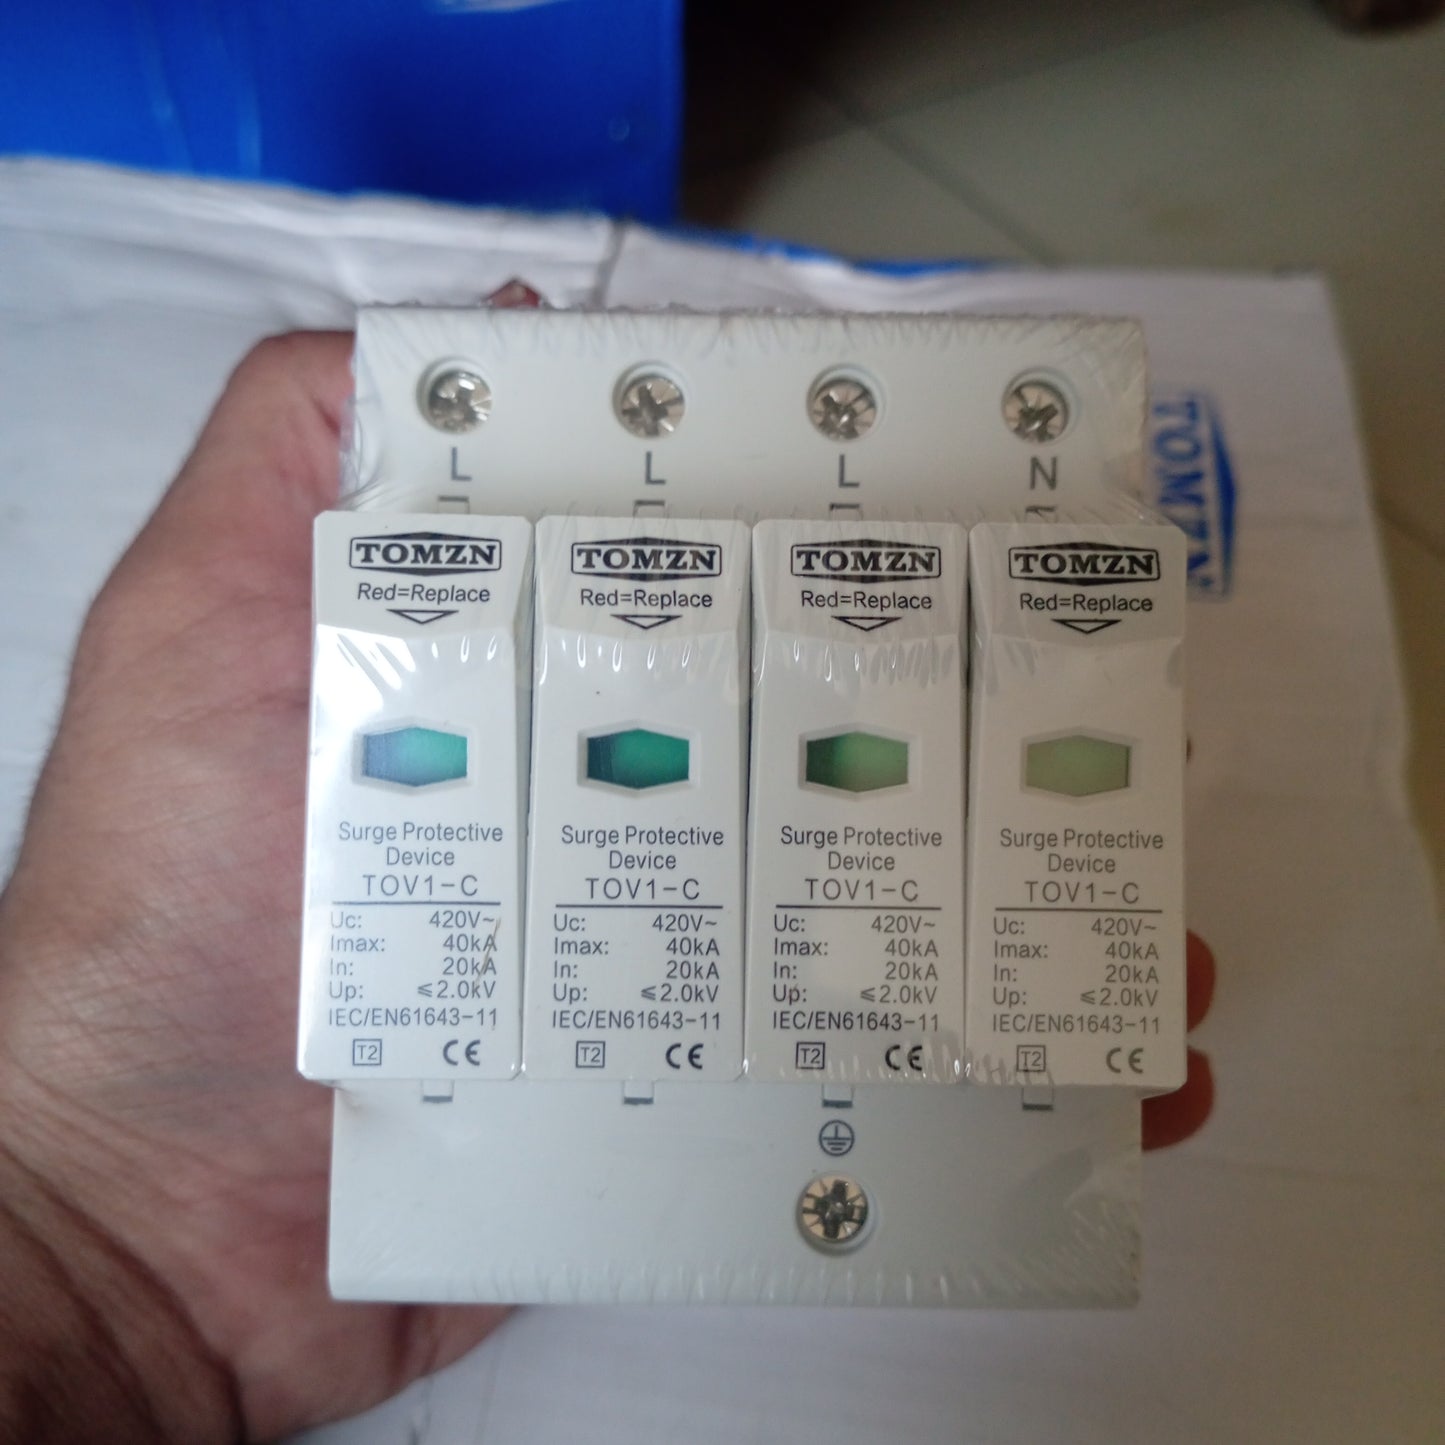 L L L N
TOMZN
Red=Replace
Surge Protective
Device
TOV1-C
Uc: 420V~
Imax: 40kA
In: 20kA
Up: ≤2.0kV
IEC/EN61643-11
T2 CE
TOMZN
Red=Replace
Surge Protective
Device
TOV1-C
Uc: 420V~
Imax: 40kA
In: 20kA
Up: ≤2.0kV
IEC/EN61643-11
T2 CE
TOMZN
Red=Replace
Surge Protective
Device
TOV1-C
Uc: 420V~
Imax: 40kA
In: 20kA
Up: ≤2.0kV
IEC/EN61643-11
T2 CE
TOMZN
Red=Replace
Surge Protective
Device
TOV1-C
Uc: 420V~
Imax: 40kA
In: 20kA
Up: ≤2.0kV
IEC/EN61643-11
T2 CE
TOMZN